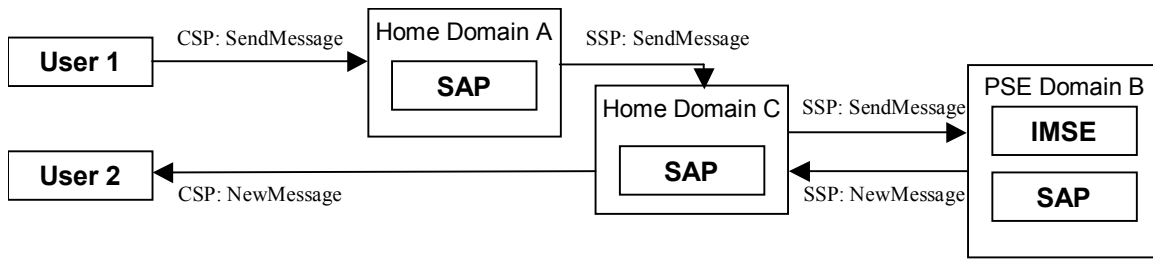 User 1
CSP: SendMessage
Home Domain A
SAP
SSP: SendMessage
Home Domain C
SAP
SSP: SendMessage
PSE Domain B
IMSE
SAP
SSP: NewMessage
CSP: NewMessage
User 2